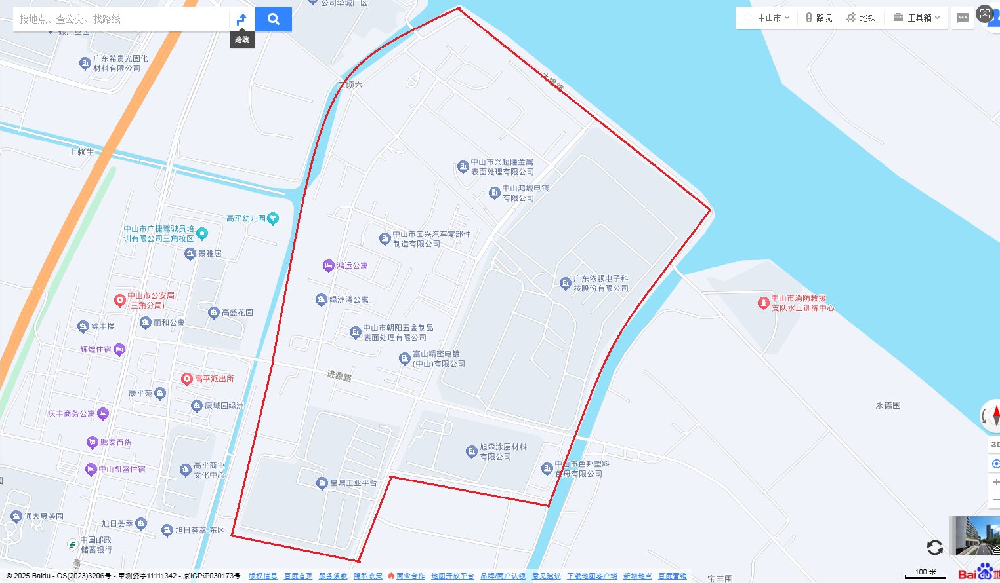 公司华城厂区
搜地点、查公交、找路线
路线
中山市
路况
地铁
工具箱
广东希贵光固化
材料有限公司
三顷六
大堤路
上赖生
中山市兴超隆金属
表面处理有限公司
中山鸿城电镀
有限公司
高平幼儿园
中山市广捷驾驶员培
训有限公司三角校区
景雅居
中山市宝兴汽车零部件
制造有限公司
鸿运公寓
广东依顿电子科
技股份有限公司
中山市公安局
(三角分局)
绿洲湾公寓
中山市消防救援
支队水上训练中心
高盛花园
丽和公寓
锦丰楼
中山市朝阳五金制品
表面处理有限公司
辉煌住宿
富山精密电镀
(中山)有限公司
进源路
高平派出所
康平苑
康域园绿洲
永德围
庆丰商务公寓
鹏泰百货
旭森涂层材料
有限公司
3D
中山凯盛住宿
高平商业
文化中心
中山市色邦塑料
色母有限公司
皇鼎工业平台
通大晟荟园
旭日荟萃
旭日荟萃-东区
中国邮政
储蓄银行
高
全
100 米
Bai du 地
© 2025 Baidu - GS(2023)3206号 - 甲测资字11111342 - 京ICP证030173号 版权信息 百度首页 服务条款 隐私政策 商业合作 地图开放平台 品牌/商户认领 意见建议 下载地图客户端 新增地点 百度营销
宝丰围